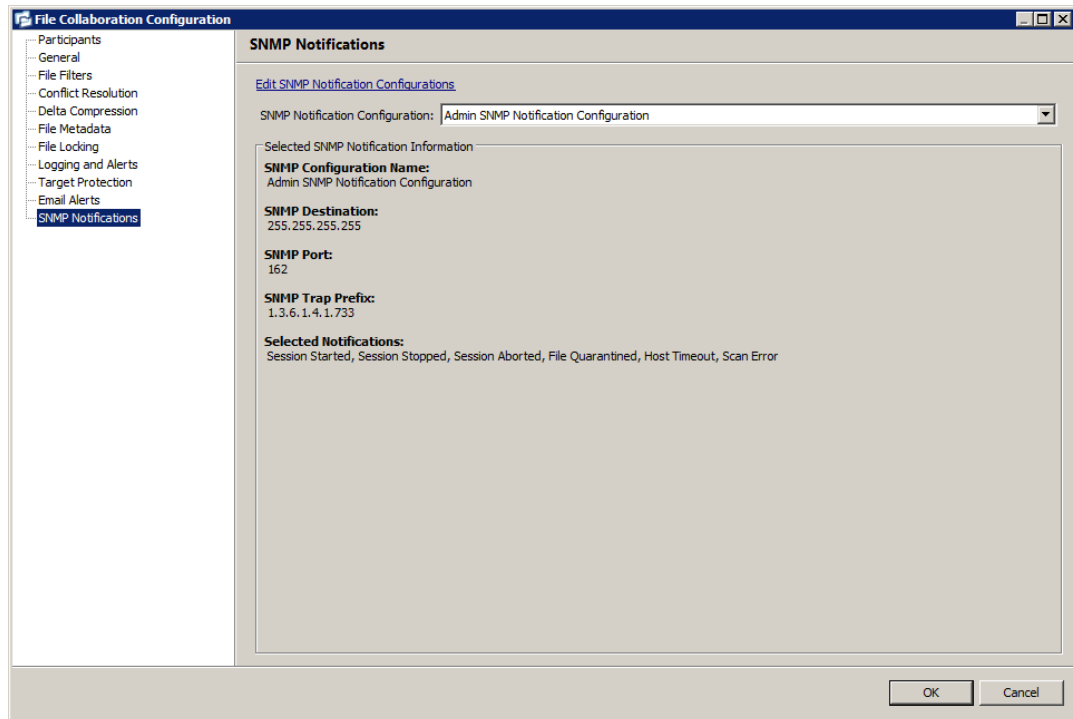 File Collaboration Configuration
Participants
General
File Filters
Conflict Resolution
Delta Compression
File Metadata
File Locking
Logging and Alerts
Target Protection
Email Alerts
SNMP Notifications
SNMP Notifications
Edit SNMP Notification Configurations
SNMP Notification Configuration: Admin SNMP Notification Configuration
Selected SNMP Notification Information
SNMP Configuration Name:
Admin SNMP Notification Configuration
SNMP Destination:
255.255.255.255
SNMP Port:
162
SNMP Trap Prefix:
1.3.6.1.4.1.733
Selected Notifications:
Session Started, Session Stopped, Session Aborted, File Quarantined, Host Timeout, Scan Error
OK Cancel